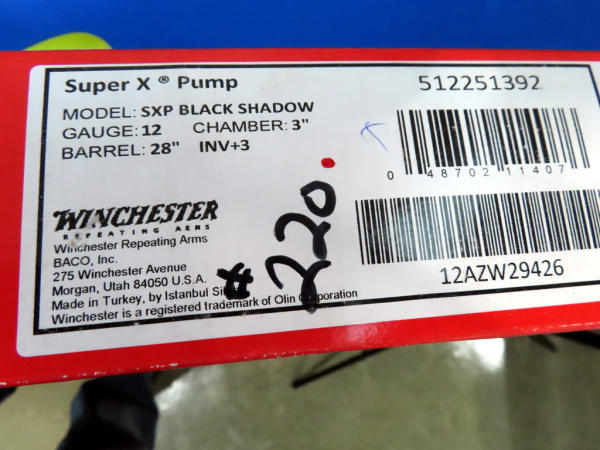 Super X ® Pump
512251392
MODEL: SXP BLACK SHADOW
GAUGE: 12 CHAMBER: 3"
BARREL: 28" INV+3
0 48702 11407
WINCHESTER
REPEATING ARMS
Winchester Repeating Arms
BACO, Inc.
275 Winchester Avenue
Morgan, Utah 84050 U.S.A.
Made in Turkey, by Istanbul
Winchester is a registered trademark of Olin Corporation
12AZW29426
220.